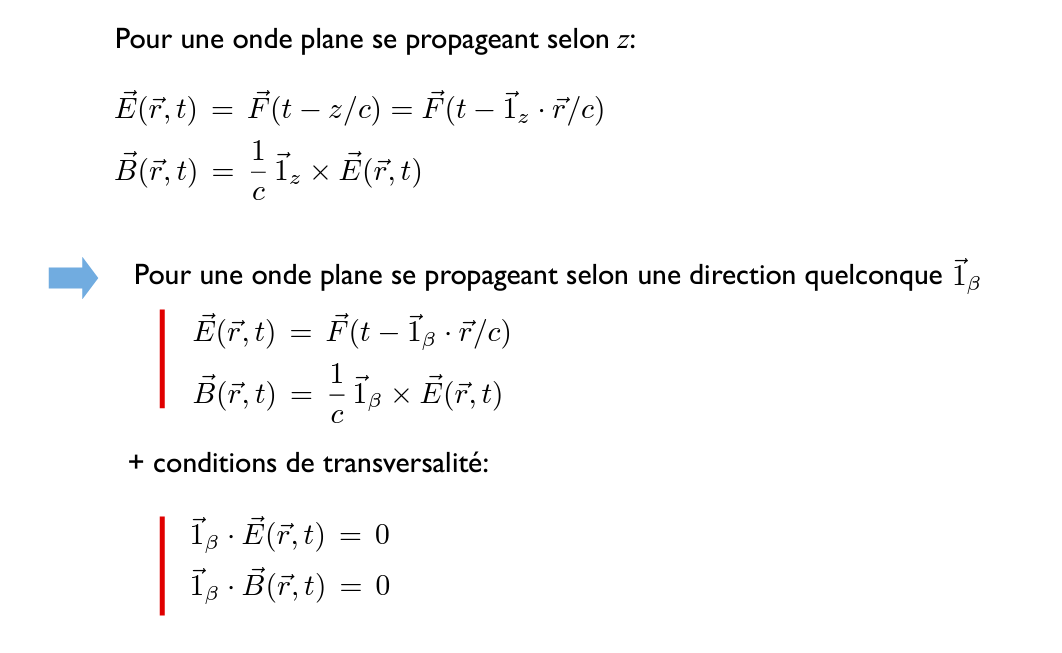 Pour une onde plane se propageant selon z:
$\vec{E}(\vec{r}, t) = \vec{F}(t - z/c) = \vec{F}(t - \vec{1}_z \cdot \vec{r}/c)$
$\vec{B}(\vec{r}, t) = \frac{1}{c} \vec{1}_z \times \vec{E}(\vec{r}, t)$
Pour une onde plane se propageant selon une direction quelconque $\vec{1}_\beta$
$\vec{E}(\vec{r}, t) = \vec{F}(t - \vec{1}_\beta \cdot \vec{r}/c)$
$\vec{B}(\vec{r}, t) = \frac{1}{c} \vec{1}_\beta \times \vec{E}(\vec{r}, t)$
+ conditions de transversalité:
$\vec{1}_\beta \cdot \vec{E}(\vec{r}, t) = 0$
$\vec{1}_\beta \cdot \vec{B}(\vec{r}, t) = 0$